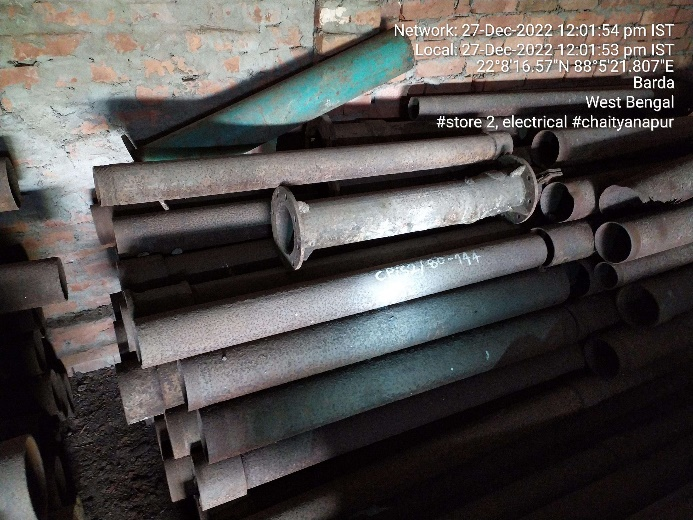 Network: 27-Dec-2022 12:01:54 pm IST
Local: 27-Dec-2022 12:01:53 pm IST
22°8'16.57"N 88°5'21.807"E
Barda
West Bengal
#store 2, electrical #chaityanapur